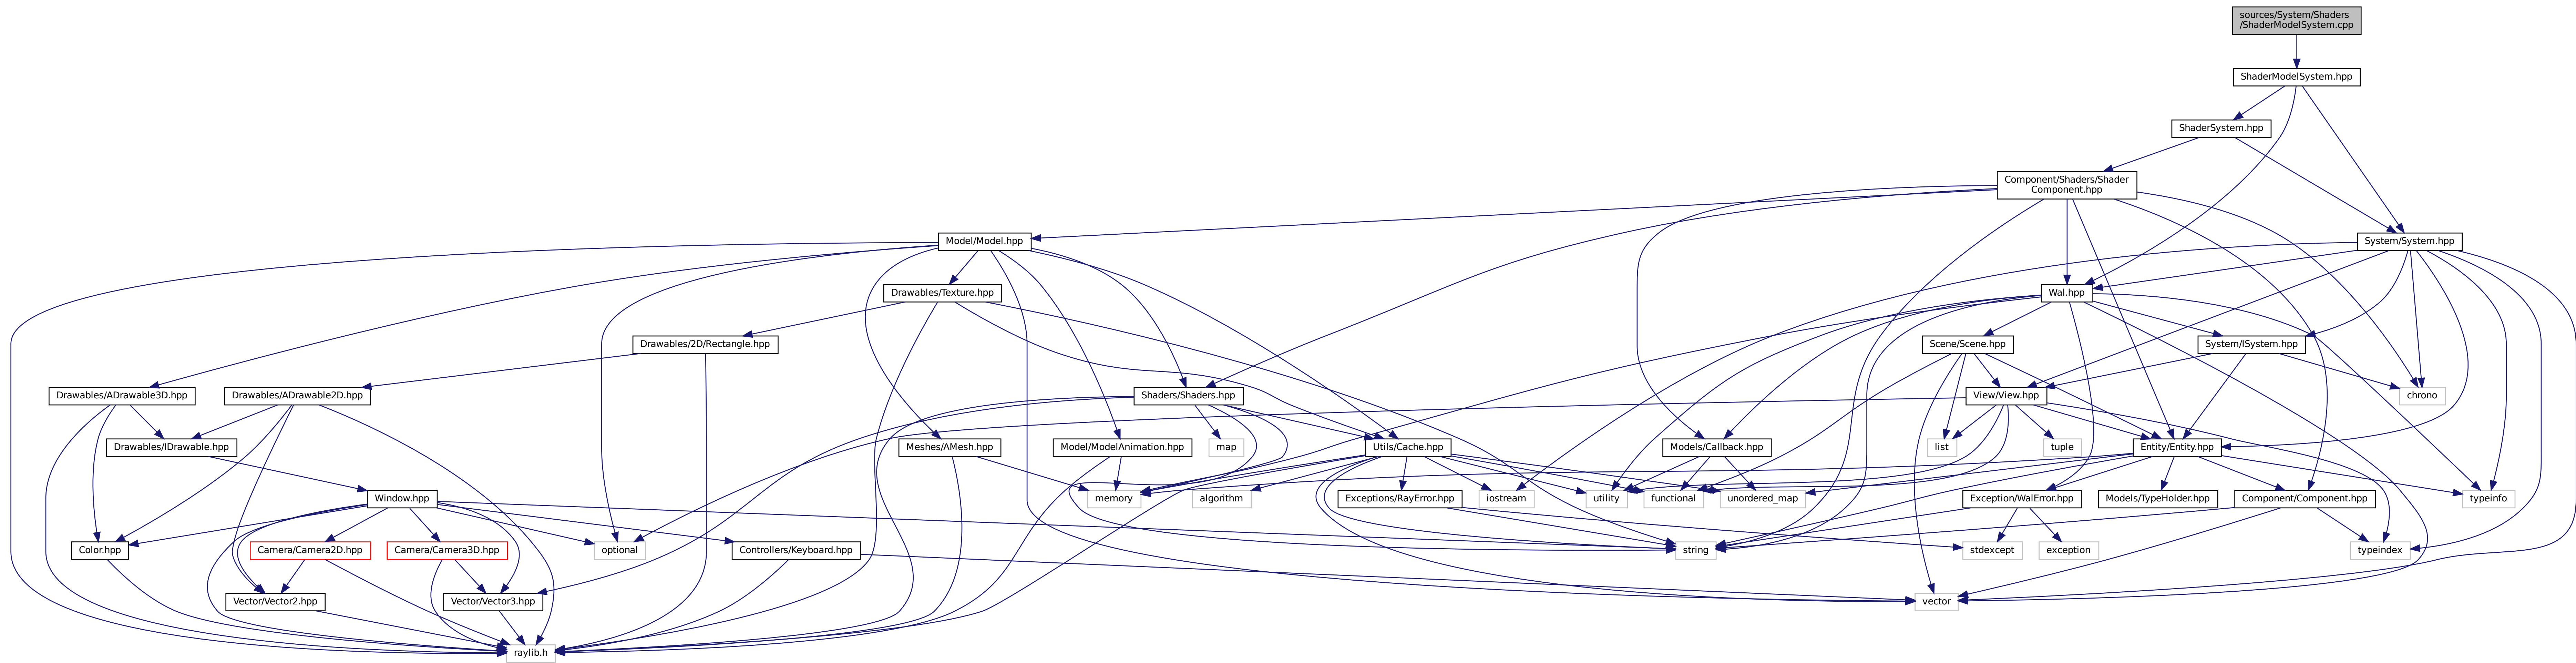 sources/System/Shaders
/ShaderModelSystem.cpp
ShaderModelSystem.hpp
ShaderSystem.hpp
Component/Shaders/Shader
Component.hpp
Model/Model.hpp
System/System.hpp
Drawables/Texture.hpp
Wal.hpp
Drawables/2D/Rectangle.hpp
Scene/Scene.hpp
System/ISystem.hpp
Drawables/ADrawable3D.hpp
Drawables/ADrawable2D.hpp
Shaders/Shaders.hpp
View/View.hpp
chrono
Drawables/IDrawable.hpp
Meshes/AMesh.hpp
Model/ModelAnimation.hpp
map
Utils/Cache.hpp
Models/Callback.hpp
list
tuple
Entity/Entity.hpp
Window.hpp
memory
algorithm
Exceptions/RayError.hpp
iostream
utility
functional
unordered_map
Exception/WalError.hpp
Models/TypeHolder.hpp
Component/Component.hpp
typeinfo
Color.hpp
Camera/Camera2D.hpp
Camera/Camera3D.hpp
optional
Controllers/Keyboard.hpp
string
stdexcept
exception
typeindex
Vector/Vector2.hpp
Vector/Vector3.hpp
vector
raylib.h